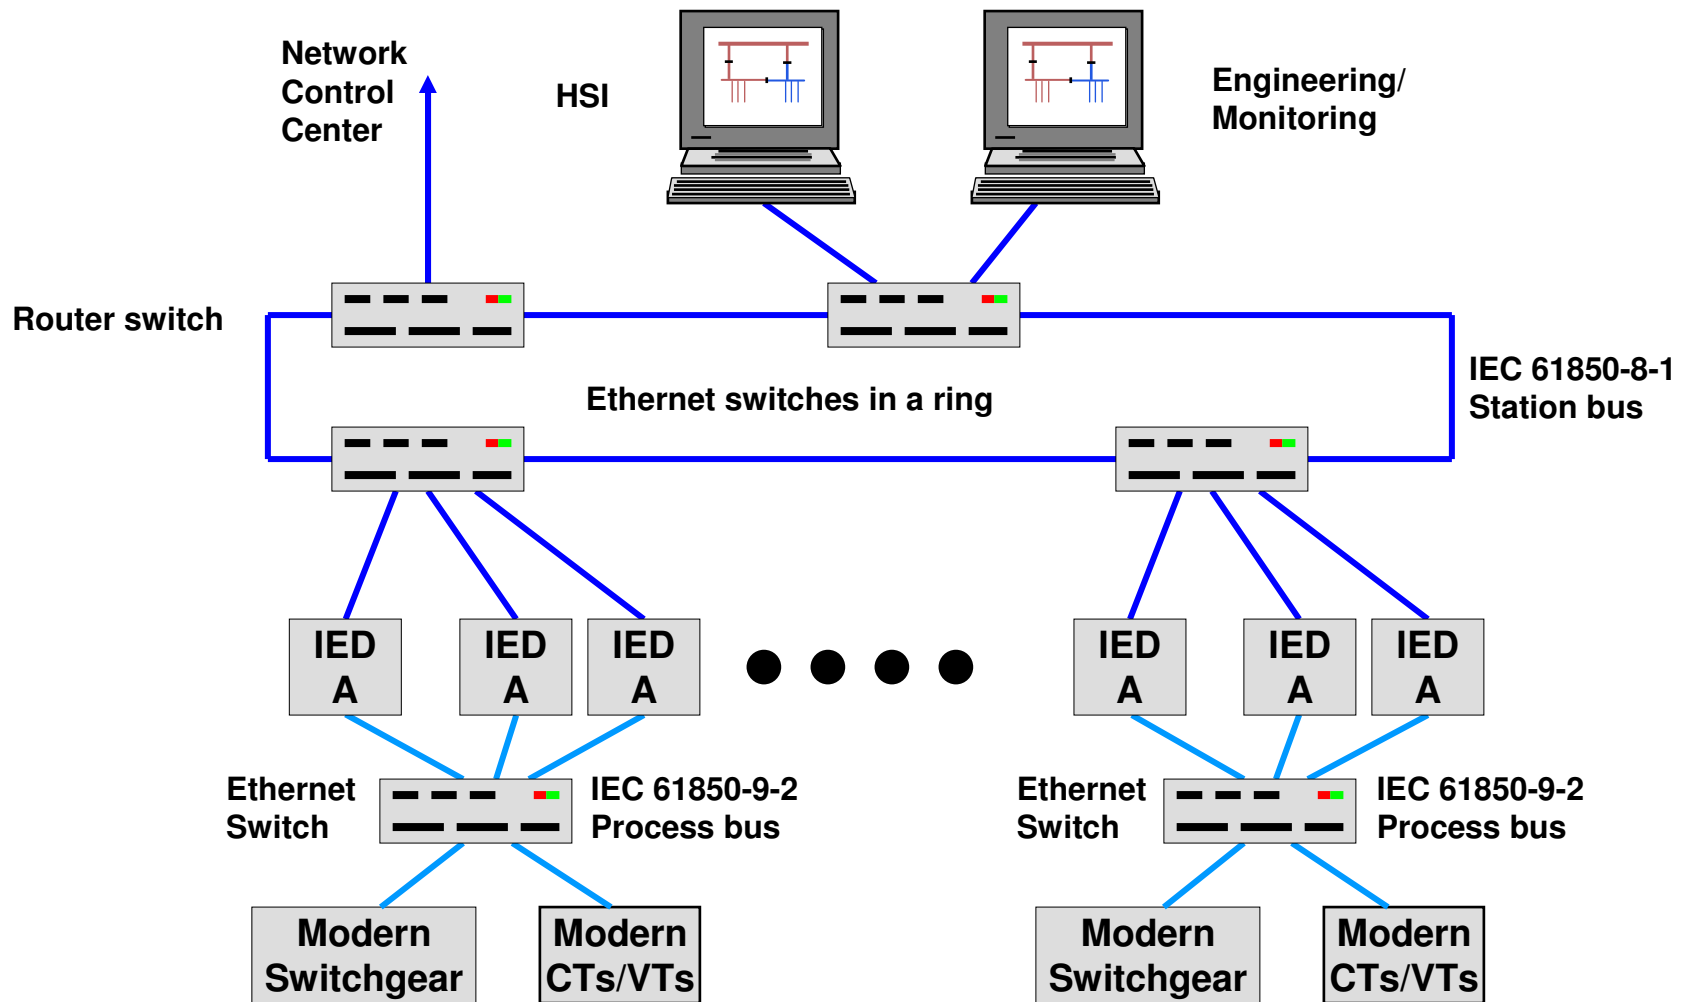 Network
Control
Center
HSI
Engineering/
Monitoring
Router switch
Ethernet switches in a ring
IEC 61850-8-1
Station bus
IED
A
IED
A
IED
A
IED
A
IED
A
IED
A
Ethernet
Switch
IEC 61850-9-2
Process bus
Ethernet
Switch
IEC 61850-9-2
Process bus
Modern
Switchgear
Modern
CTs/VTs
Modern
Switchgear
Modern
CTs/VTs